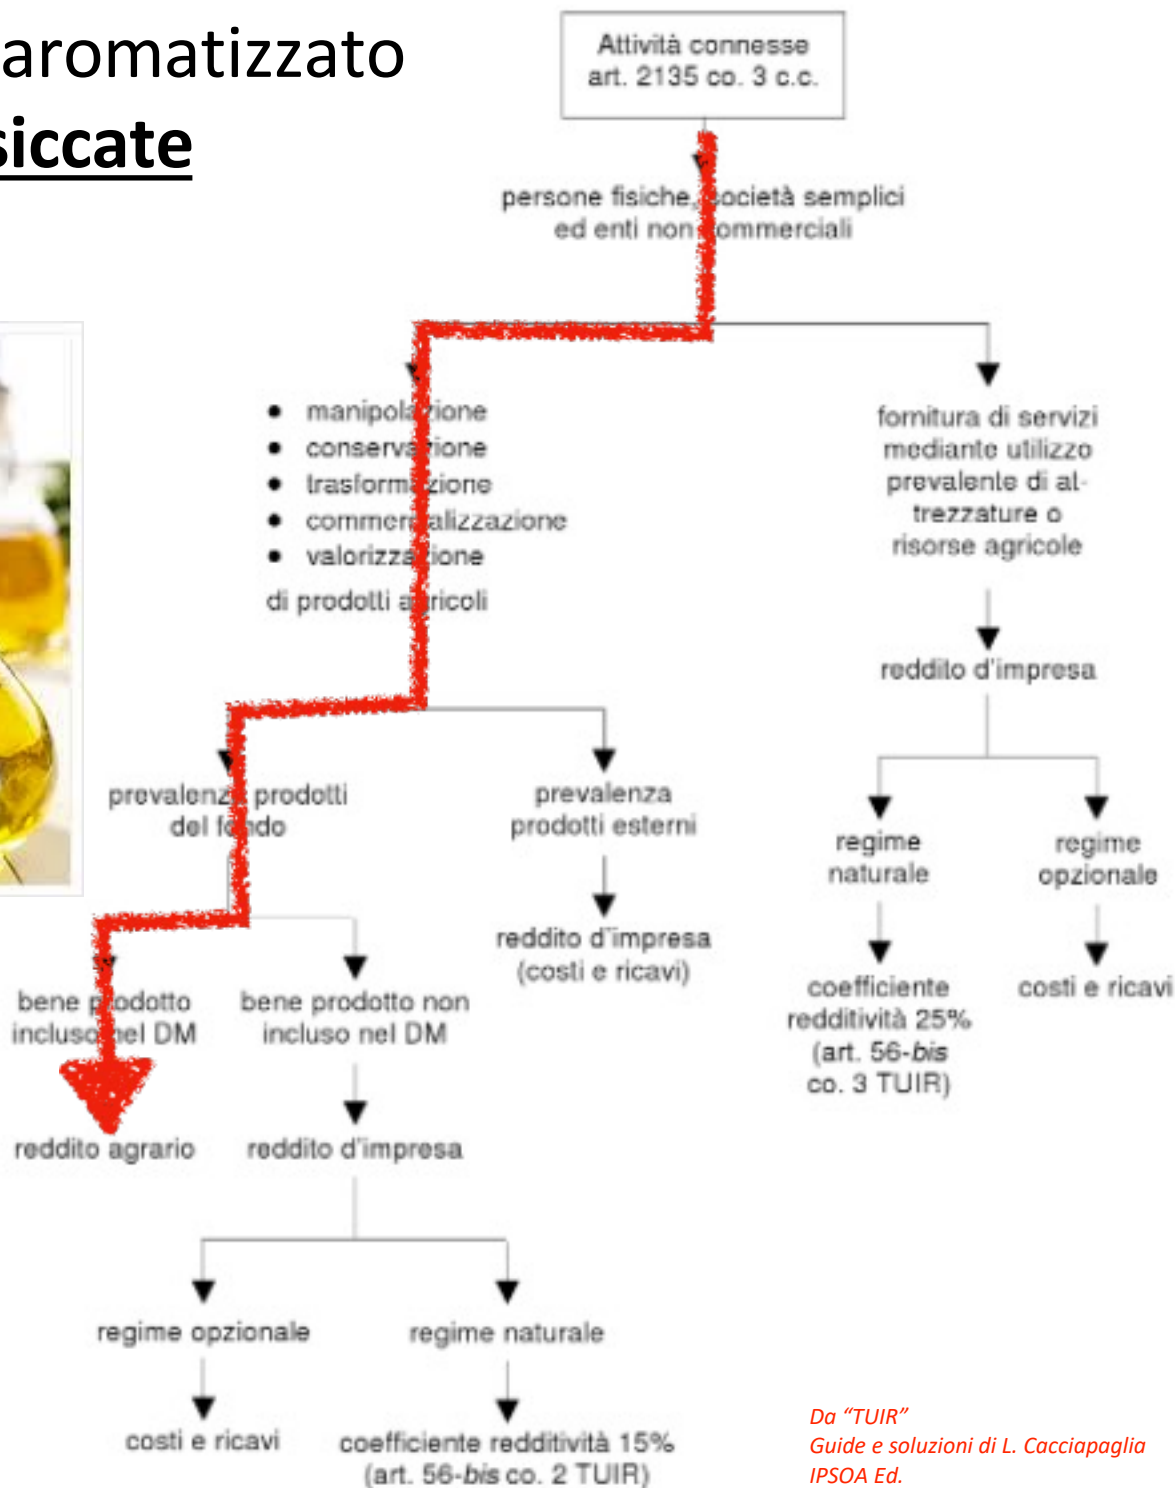 aromatizzato
siccate
Attività connesse
art. 2135 co. 3 c.c.
persone fisiche, società semplici
ed enti non commerciali
• manipolazione
• conservazione
• trasformazione
• commercializzazione
• valorizzazione
di prodotti agricoli
fornitura di servizi
mediante utilizzo
prevalente di at-
trezzature o
risorse agricole
reddito d'impresa
prevalenza prodotti
del fondo
prevalenza
prodotti esterni
regime
naturale
regime
opzionale
reddito d'impresa
(costi e ricavi)
bene prodotto
incluso nel DM
bene prodotto non
incluso nel DM
coefficiente
redditività 25%
(art. 56-bis
co. 3 TUIR)
costi e ricavi
reddito agrario
reddito d'impresa
regime opzionale
regime naturale
costi e ricavi
coefficiente redditività 15%
(art. 56-bis co. 2 TUIR)
Da “TUIR”
Guide e soluzioni di L. Cacciapaglia
IPSOA Ed.